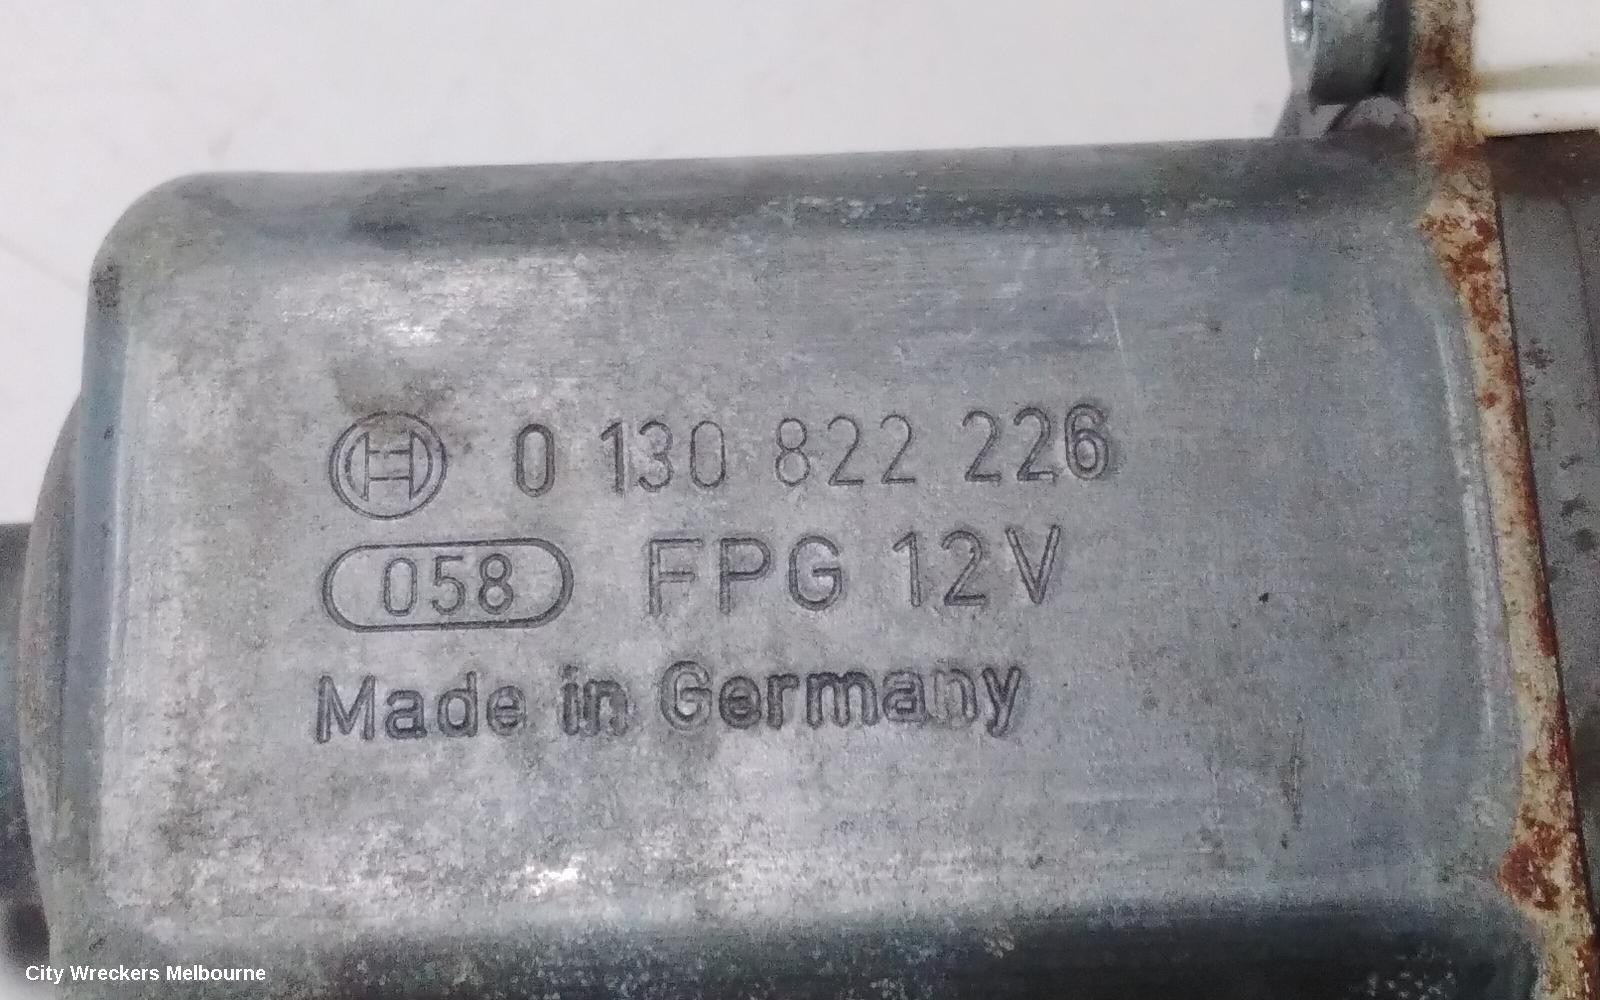 0 130 822 226
058 FPG 12V
Made in Germany
City Wreckers Melbourne